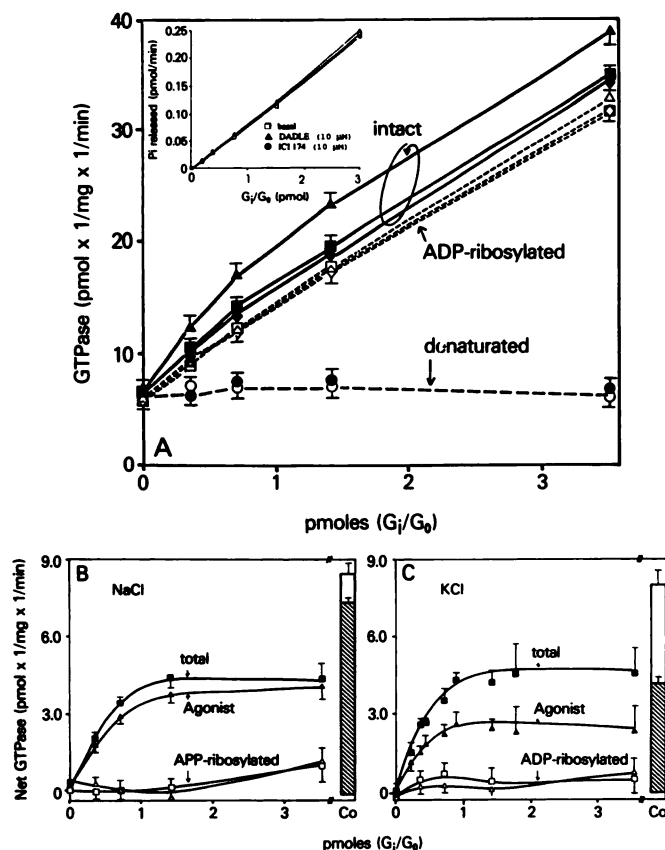 40
30
20
10
0
GTPase (pmol x 1/mg x 1/min)
0.25
0.20
0.15
0.10
0.05
0
Pi released (pmol/min)
basal
DADLE (10 µM)
ICI 174 (10 µM)
0 1 2 3
Gi/Go (pmol)
intact
ADP-ribosylated
denaturated
A
0 1 2 3
pmoles (Gi/Go)
B
NaCl
9.0
6.0
3.0
0
Net GTPase (pmol x 1/mg x 1/min)
total
Agonist
APP-ribosylated
0 1 2 3 Co
C
KCl
9.0
6.0
3.0
0
total
Agonist
ADP-ribosylated
0 1 2 3 Co
pmoles (Gi/Go)